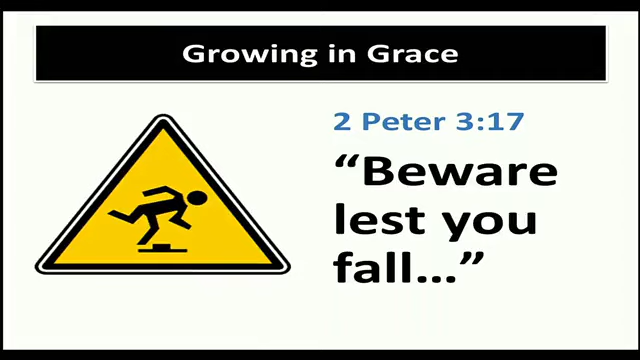 Growing in Grace
2 Peter 3:17
“Beware
lest you
fall…”